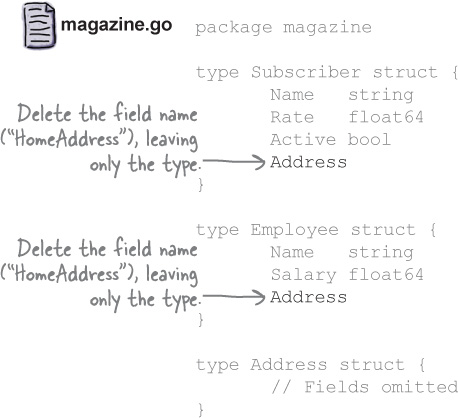 magazine.go
package magazine
type Subscriber struct {
Name string
Rate float64
Active bool
Address
}
Delete the field name
("HomeAddress"), leaving
only the type.
type Employee struct {
Name string
Salary float64
Address
}
Delete the field name
("HomeAddress"), leaving
only the type.
type Address struct {
// Fields omitted
}